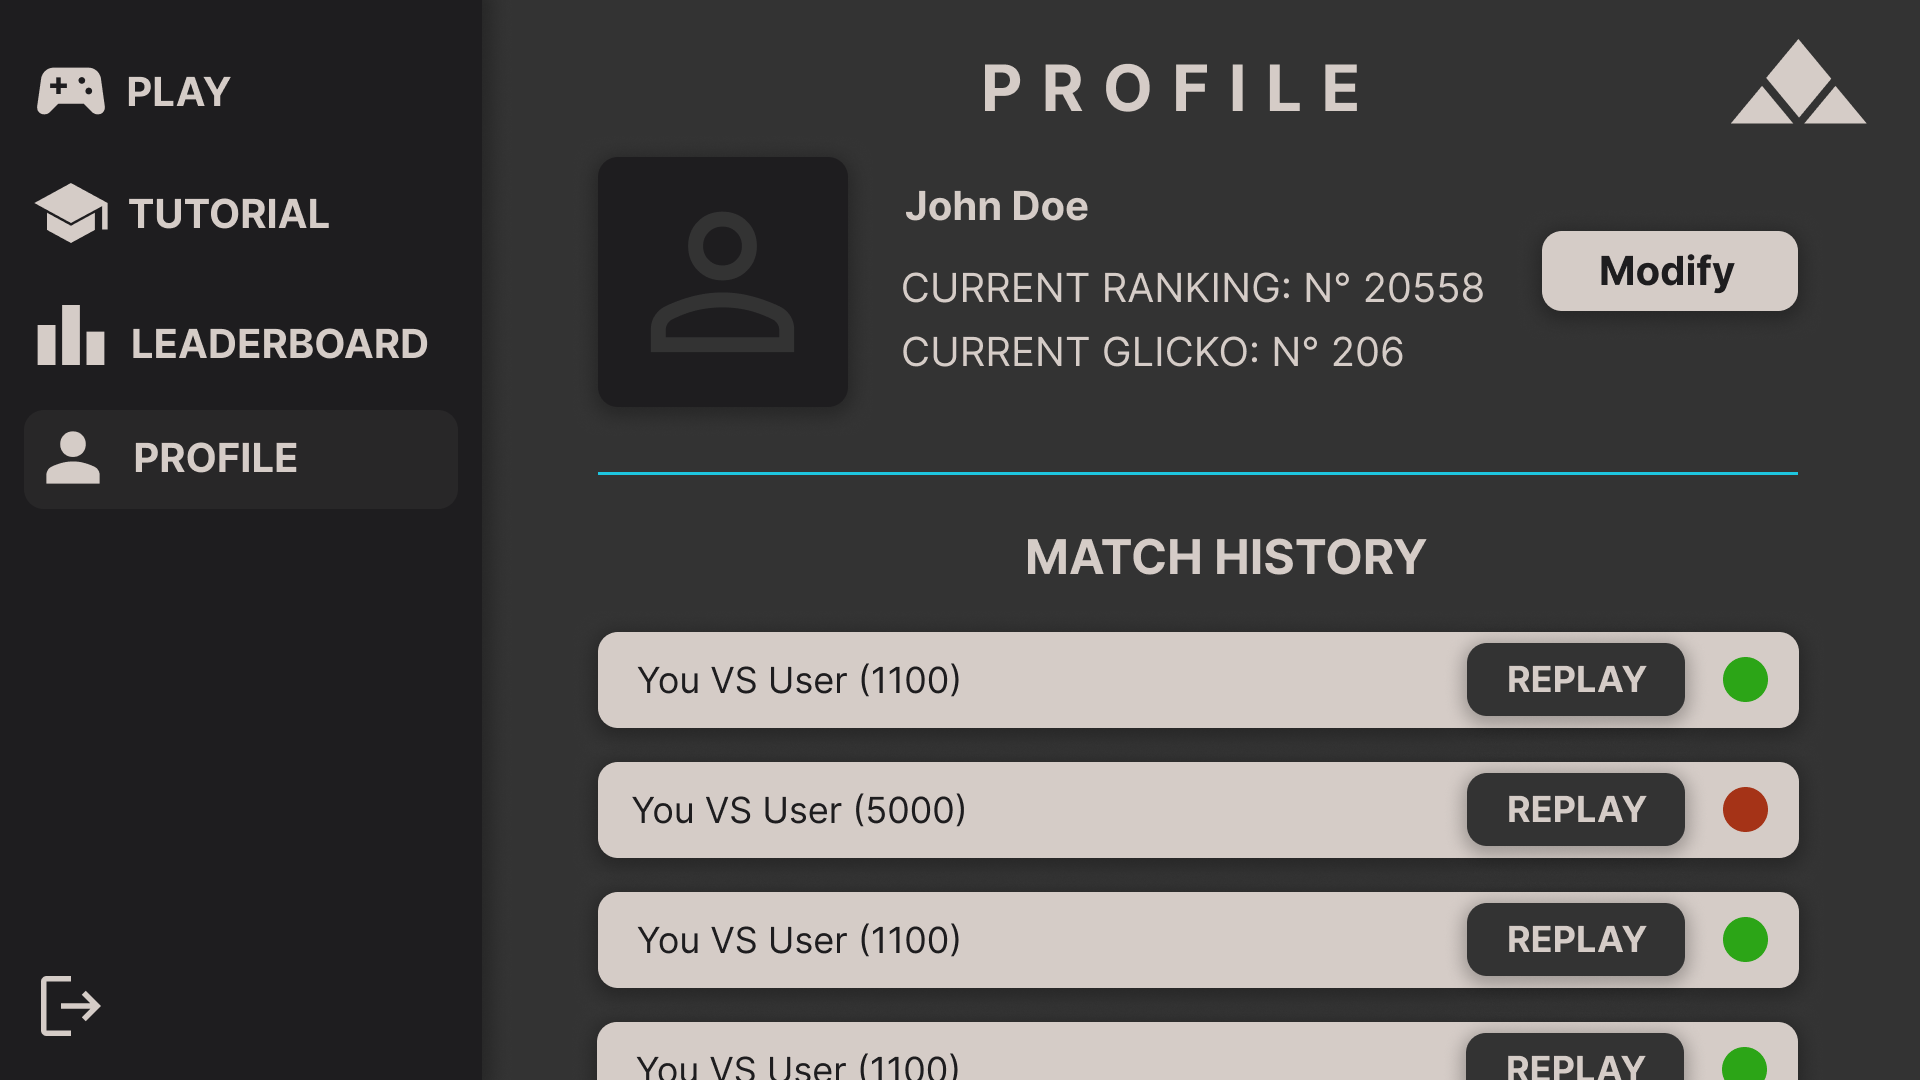 PLAY
TUTORIAL
LEADERBOARD
PROFILE
PROFILE
John Doe
CURRENT RANKING: N° 20558
CURRENT GLICKO: N° 206
Modify
MATCH HISTORY
You VS User (1100) REPLAY
You VS User (5000) REPLAY
You VS User (1100) REPLAY
You VS User (1100) REPLAY